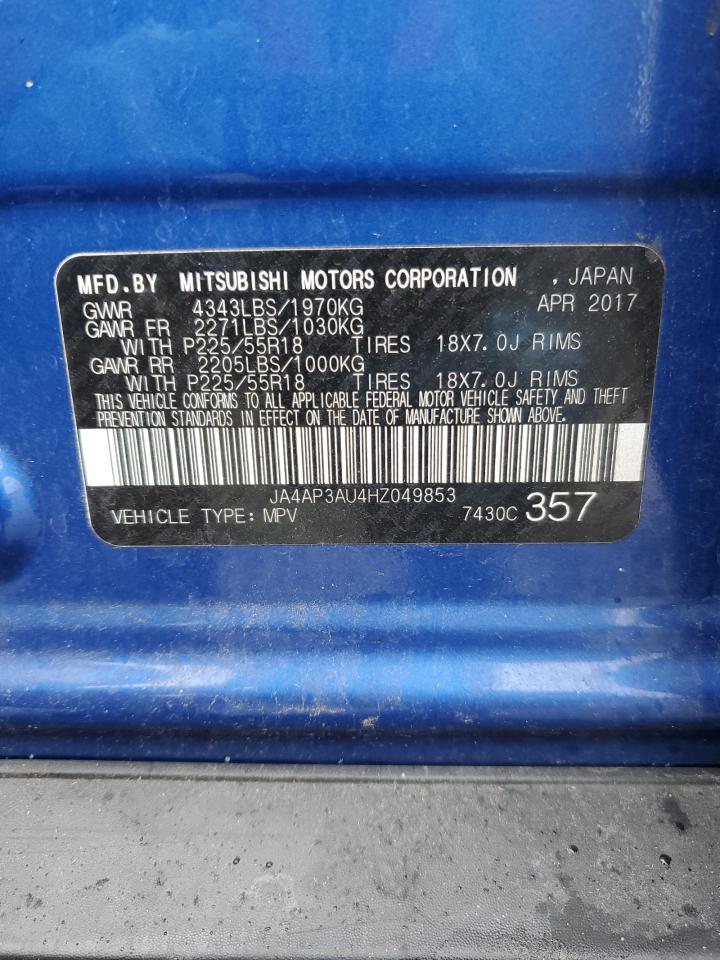 MFD.BY MITSUBISHI MOTORS CORPORATION , JAPAN
GVWR 4343LBS/1970KG APR 2017
GAWR FR 2271LBS/1030KG
WITH P225/55R18 TIRES 18X7.0J RIMS
GAWR RR 2205LBS/1000KG
WITH P225/55R18 TIRES 18X7.0J RIMS
THIS VEHICLE CONFORMS TO ALL APPLICABLE FEDERAL MOTOR VEHICLE SAFETY AND THEFT
PREVENTION STANDARDS IN EFFECT ON THE DATE OF MANUFACTURE SHOWN ABOVE.
JA4AP3AU4HZ049853
VEHICLE TYPE: MPV 7430C 357